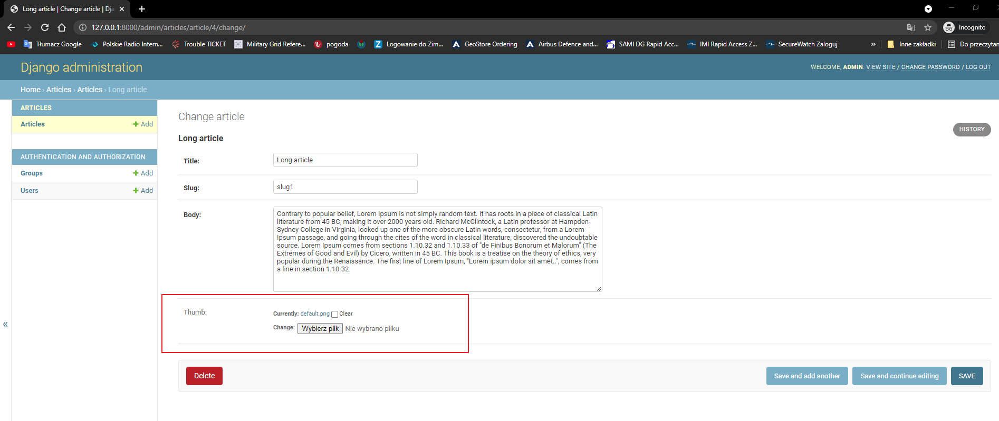 Long article | Change article | Dja
127.0.0.1:8000/admin/articles/article/4/change/
Incognito
Tłumacz Google
Polskie Radio Intern...
Trouble TICKET
Military Grid Refere...
pogoda
Logowanie do Zim...
GeoStore Ordering
Airbus Defence and...
SAMI DG Rapid Acc...
IMI Rapid Access Z...
SecureWatch Zaloguj
»
Inne zakładki
Do przeczytan
Django administration
WELCOME, ADMIN. VIEW SITE / CHANGE PASSWORD / LOG OUT
Home › Articles › Articles › Long article
ARTICLES
Articles
+ Add
AUTHENTICATION AND AUTHORIZATION
Groups
+ Add
Users
+ Add
«
Change article
HISTORY
Long article
Title:
Long article
Slug:
slug1
Body:
Contrary to popular belief, Lorem Ipsum is not simply random text. It has roots in a piece of classical Latin
literature from 45 BC, making it over 2000 years old. Richard McClintock, a Latin professor at Hampden-
Sydney College in Virginia, looked up one of the more obscure Latin words, consectetur, from a Lorem
Ipsum passage, and going through the cites of the word in classical literature, discovered the undoubtable
source. Lorem Ipsum comes from sections 1.10.32 and 1.10.33 of "de Finibus Bonorum et Malorum" (The
Extremes of Good and Evil) by Cicero, written in 45 BC. This book is a treatise on the theory of ethics, very
popular during the Renaissance. The first line of Lorem Ipsum, "Lorem ipsum dolor sit amet..", comes from
a line in section 1.10.32.
Thumb:
Currently: default.png Clear
Change: Wybierz plik Nie wybrano pliku
Delete
Save and add another
Save and continue editing
SAVE